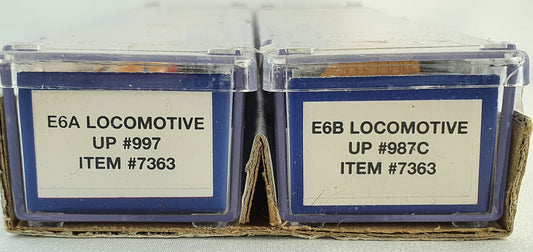 E6A LOCOMOTIVE
UP #997
ITEM #7363
E6B LOCOMOTIVE
UP #987C
ITEM #7363